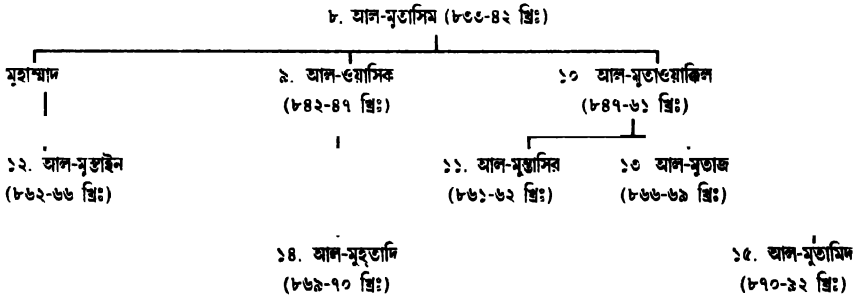 ৮. আল-মুতাসিম (৮৩৩-৪২ খ্রিঃ)
মুহাম্মাদ ৯. আল-ওয়াসিক ১০ আল-মুতাওয়াক্কিল
(৮৪২-৪৭ খ্রিঃ) (৮৪৭-৬১ খ্রিঃ)
১২. আল-মুস্তাইন ১১. আল-মুন্তাসির ১৩ আল-মুতাজ
(৮৬২-৬৬ খ্রিঃ) (৮৬১-৬২ খ্রিঃ) (৮৬৬-৬৯ খ্রিঃ)
১৪. আল-মুহ্তাদি ১৫. আল-মুতামিদ
(৮৬৯-৭০ খ্রিঃ) (৮৭০-৯২ খ্রিঃ)